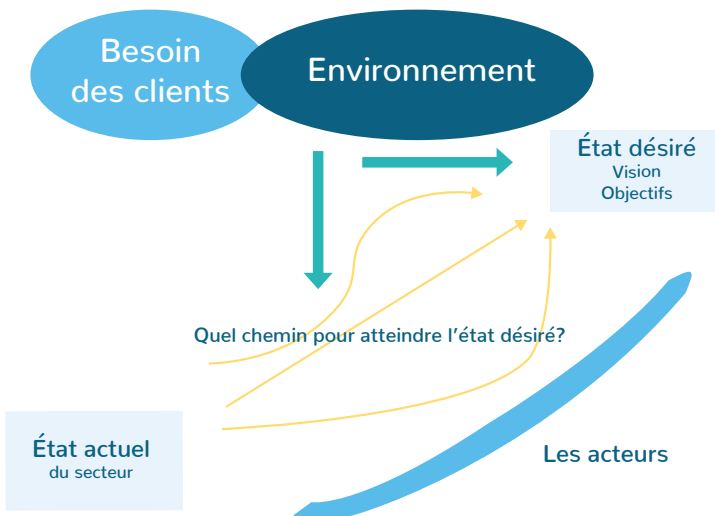 Besoin
des clients
Environnement
État désiré
Vision
Objectifs
Quel chemin pour atteindre l'état désiré?
État actuel
du secteur
Les acteurs